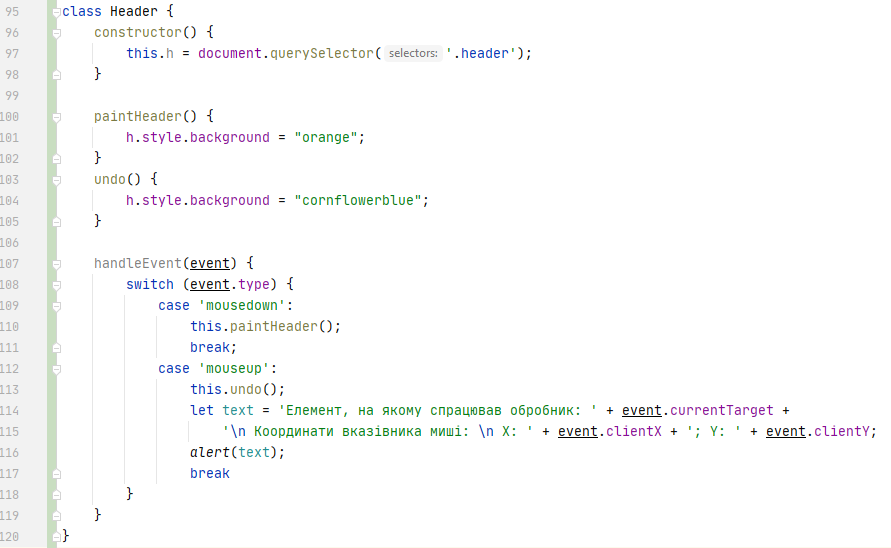 95 class Header {
96 constructor() {
97 this.h = document.querySelector( selectors: '.header');
98 }
99
100 paintHeader() {
101 h.style.background = "orange";
102 }
103 undo() {
104 h.style.background = "cornflowerblue";
105 }
106
107 handleEvent(event) {
108 switch (event.type) {
109 case 'mousedown':
110 this.paintHeader();
111 break;
112 case 'mouseup':
113 this.undo();
114 let text = 'Елемент, на якому спрацював обробник: ' + event.currentTarget +
115 '\n Координати вказівника миші: \n X: ' + event.clientX + '; Y: ' + event.clientY;
116 alert(text);
117 break
118 }
119 }
120 }